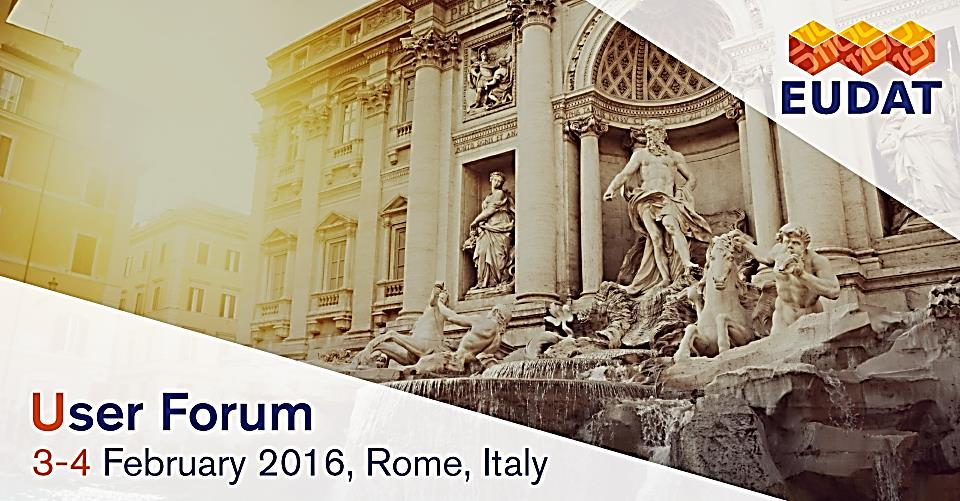 EUDAT
User Forum
3-4 February 2016, Rome, Italy